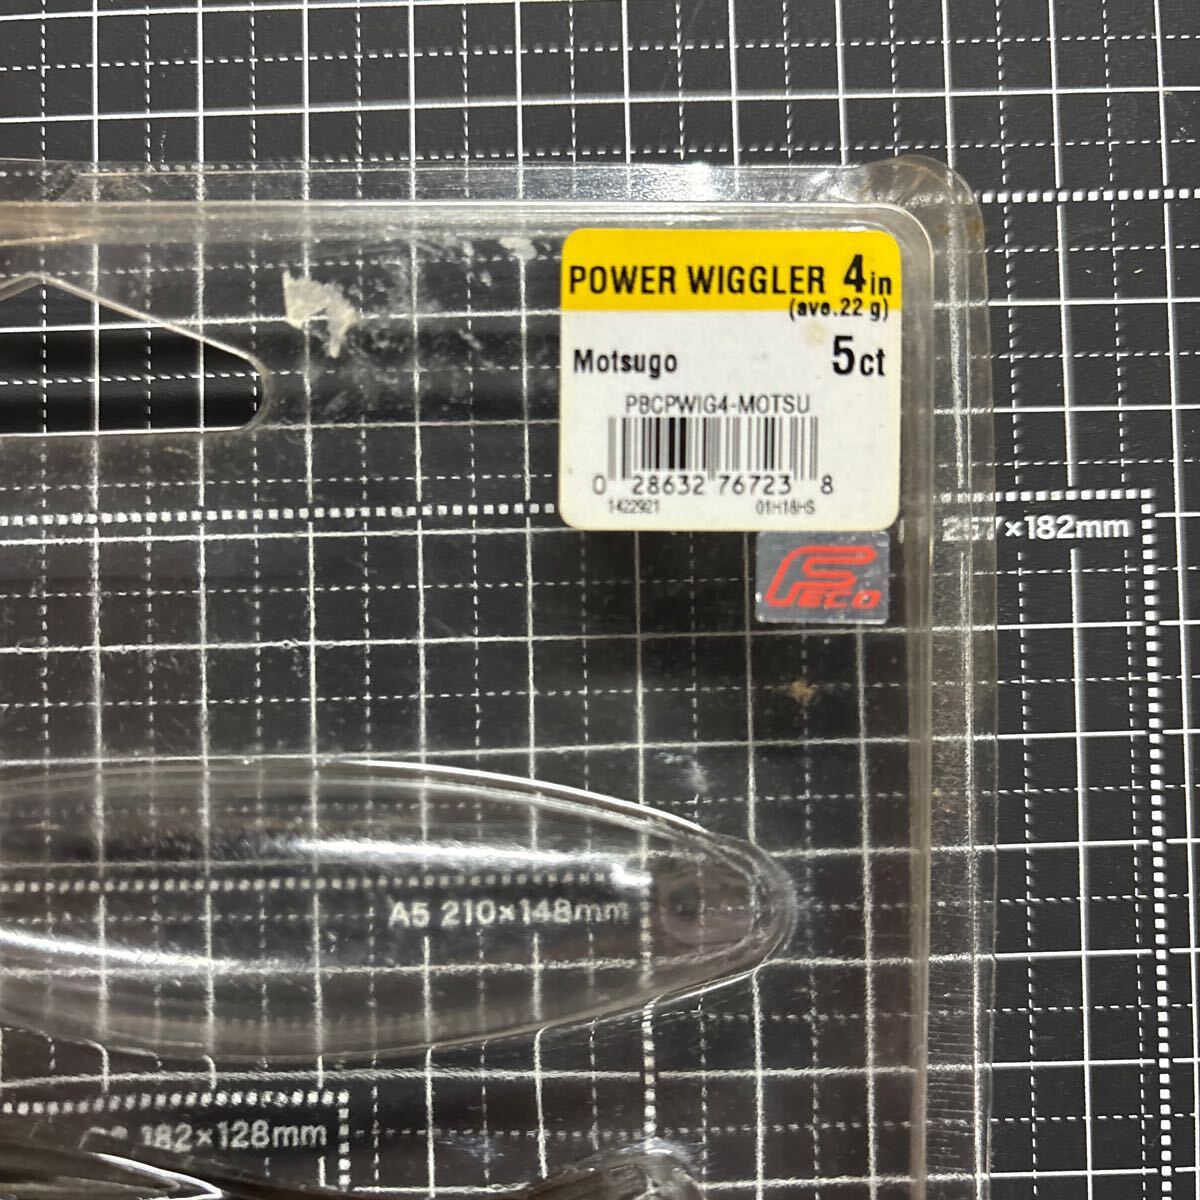 POWER WIGGLER 4in
(ave.22 g)
Motsugo 5ct
PBCPWIG4-MOTSU
0 28632 76723 8
1422921 01H18HS
FECO
257×182mm
A5 210×148mm
182×128mm